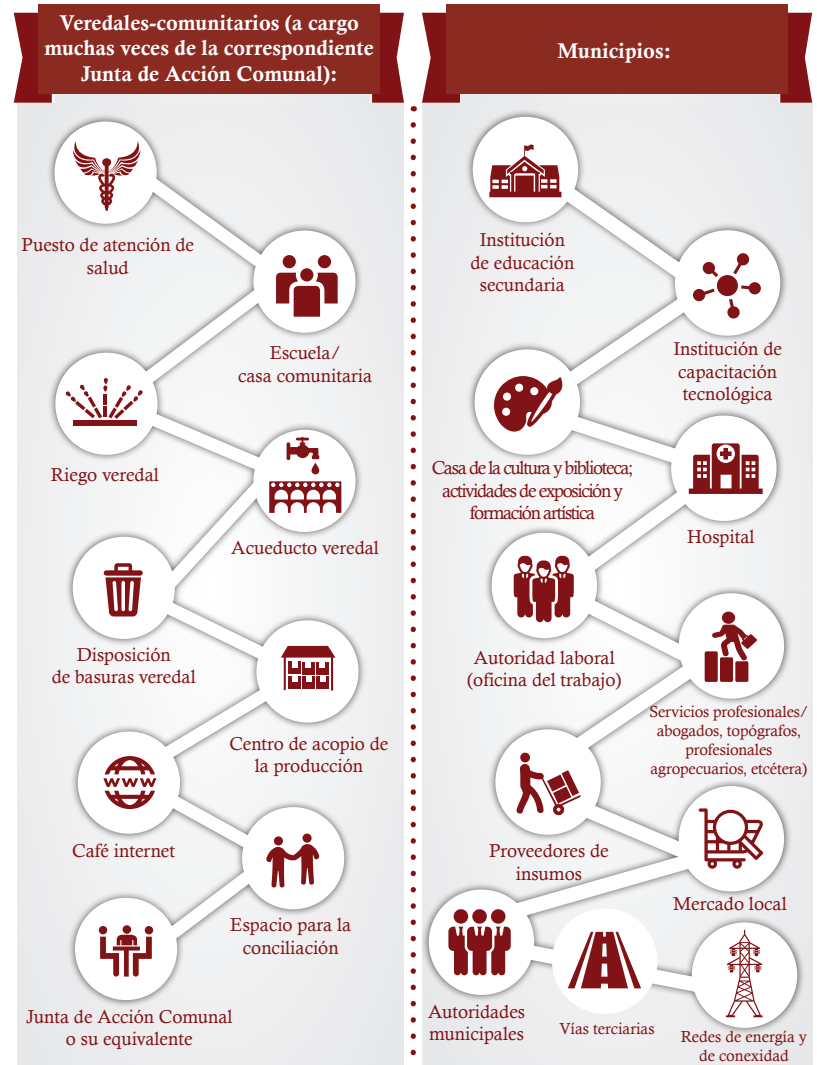 Veredales-comunitarios (a cargo
muchas veces de la correspondiente
Junta de Acción Comunal):
Puesto de atención de
salud
Escuela/
casa comunitaria
Riego veredal
Acueducto veredal
Disposición
de basuras veredal
Centro de acopio de
la producción
www
Café internet
Espacio para la
conciliación
Junta de Acción Comunal
o su equivalente
Municipios:
Institución
de educación
secundaria
Institución de
capacitación
tecnológica
Casa de la cultura y biblioteca;
actividades de exposición y
formación artística
Hospital
Autoridad laboral
(oficina del trabajo)
Servicios profesionales/
abogados, topógrafos,
profesionales
agropecuarios, etcétera)
Proveedores de
insumos
Mercado local
Autoridades
municipales
Vías terciarias
Redes de energía y
de conexidad